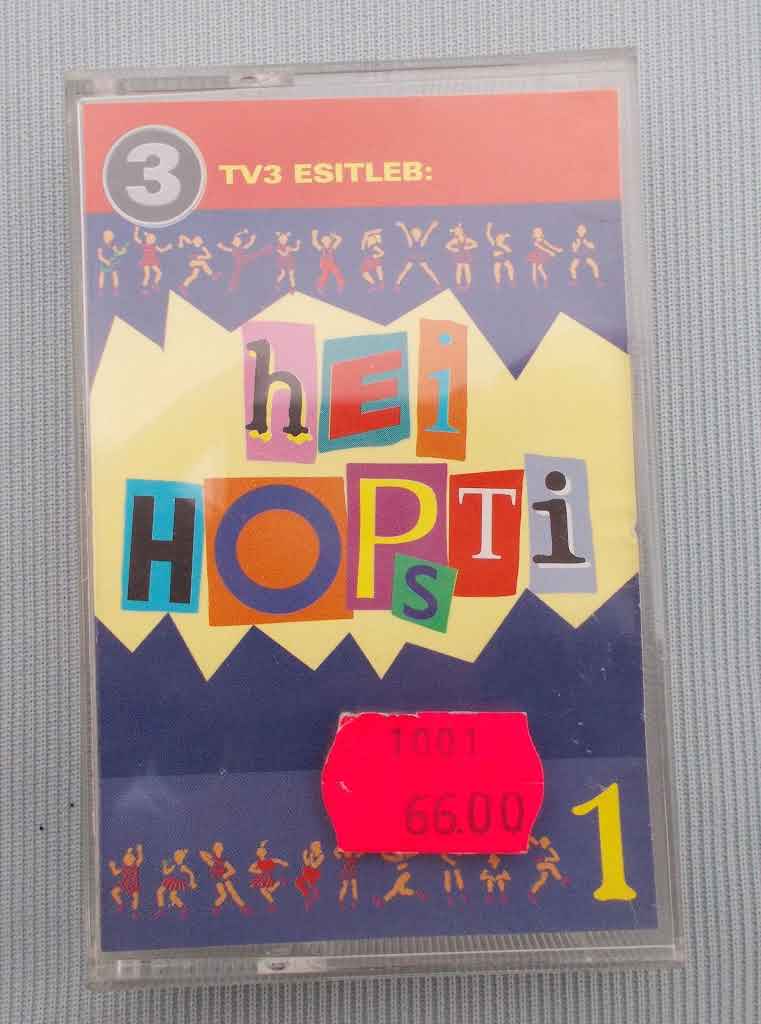 3 TV3 ESITLEB:
hEi
HOPSTi
1001
66.00
1